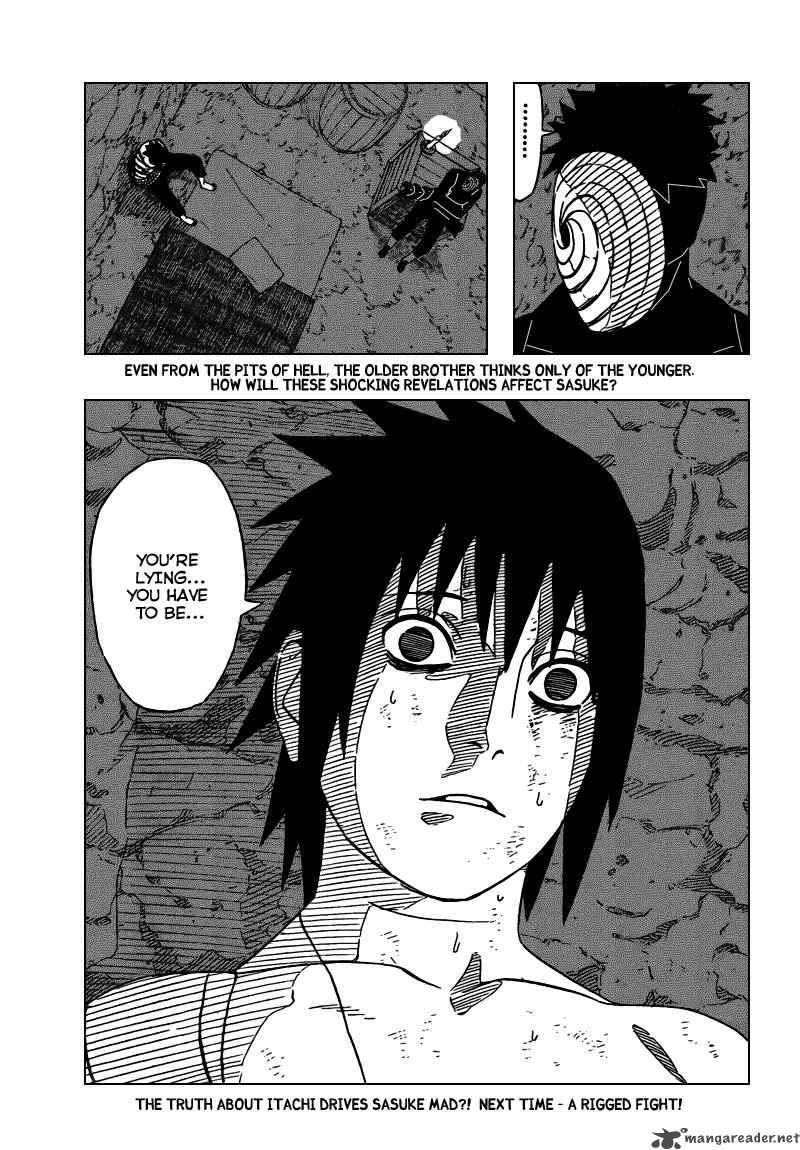 .........
EVEN FROM THE PITS OF HELL, THE OLDER BROTHER THINKS ONLY OF THE YOUNGER.
HOW WILL THESE SHOCKING REVELATIONS AFFECT SASUKE?
YOU'RE
LYING...
YOU HAVE
TO BE...
THE TRUTH ABOUT ITACHI DRIVES SASUKE MAD?! NEXT TIME - A RIGGED FIGHT!
mangareader.net